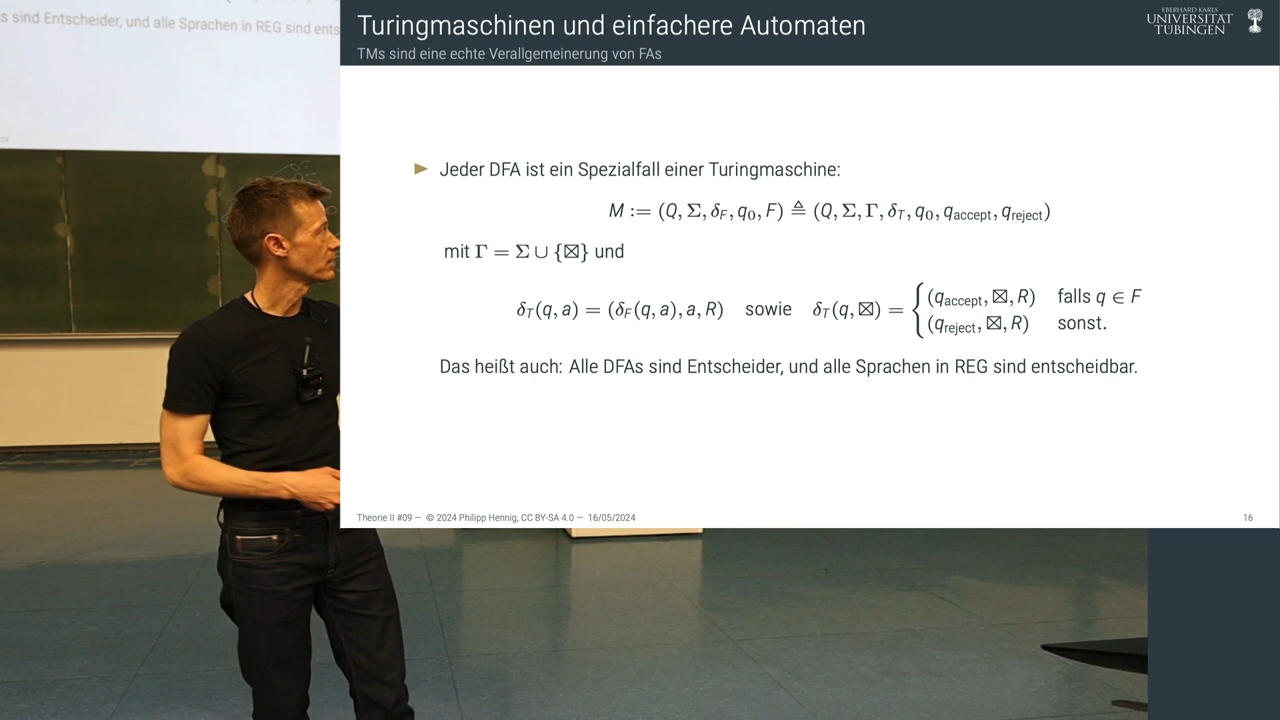 s sind Entscheider, und alle Sprachen in REG sind ents
Turingmaschinen und einfachere Automaten
TMs sind eine echte Verallgemeinerung von FAs
EBERHARD KARLS
UNIVERSITÄT
TÜBINGEN
► Jeder DFA ist ein Spezialfall einer Turingmaschine:
M := (Q, Σ, δ_F, q₀, F) ≜ (Q, Σ, Γ, δ_T, q₀, q_accept, q_reject)
mit Γ = Σ ∪ {⊠} und
δ_T(q, a) = (δ_F(q, a), a, R) sowie δ_T(q, ⊠) = { (q_accept, ⊠, R) falls q ∈ F
(q_reject, ⊠, R) sonst.
Das heißt auch: Alle DFAs sind Entscheider, und alle Sprachen in REG sind entscheidbar.
Theorie II #09 — © 2024 Philipp Hennig, CC BY-SA 4.0 — 16/05/2024
16